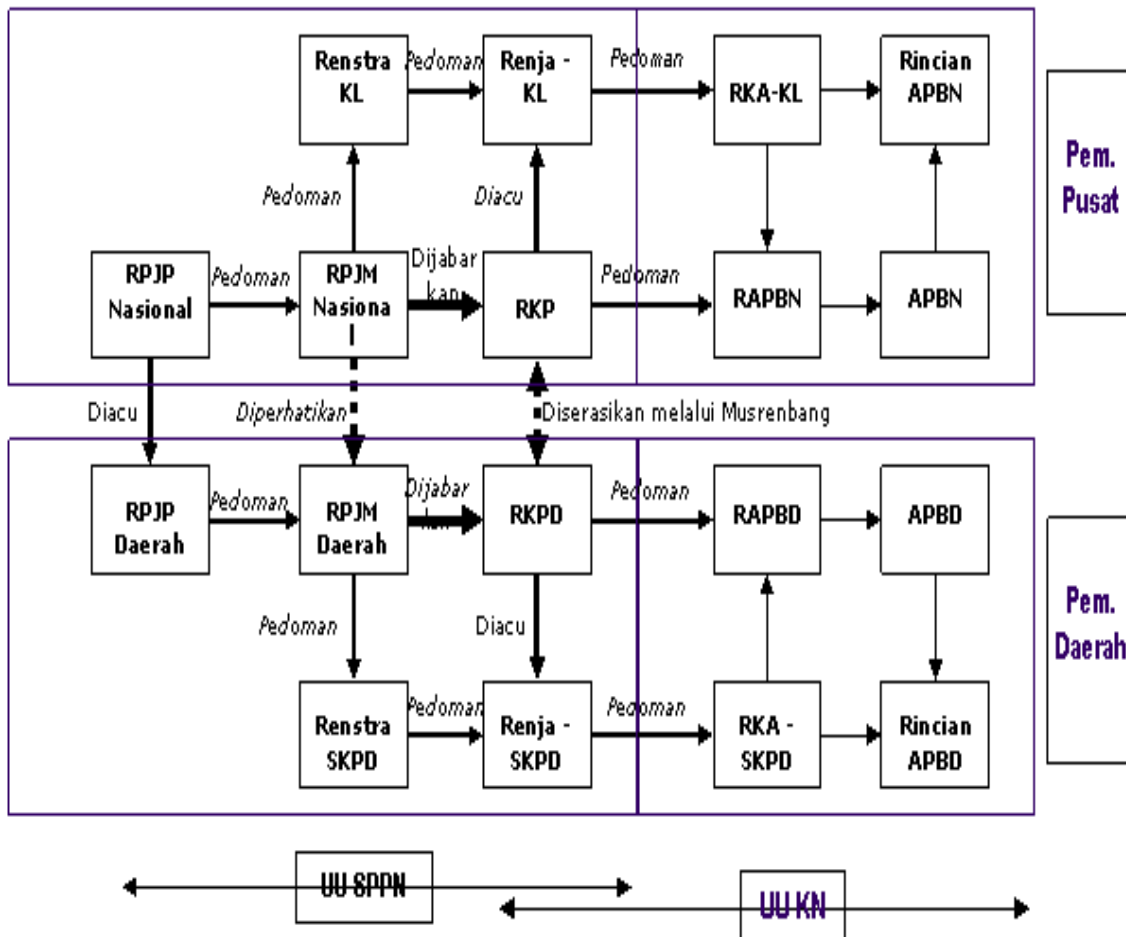 Renstra
KL
Pedoman
Renja -
KL
Pedoman
RKA-KL
Rincian
APBN
Pem.
Pusat
Pedoman
Diacu
RPJP
Nasional
Pedoman
RPJM
Nasiona
l
Dijabar
kan
RKP
Pedoman
RAPBN
APBN
Diacu
Diperhatikan
Diserasikan melalui Musrenbang
RPJP
Daerah
Pedoman
RPJM
Daerah
Dijabar
RKPD
Pedoman
RAPBD
APBD
Pem.
Daerah
Pedoman
Diacu
Renstra
SKPD
Pedoman
Renja -
SKPD
Pedoman
RKA -
SKPD
Rincian
APBD
UU SPPN
UU KN